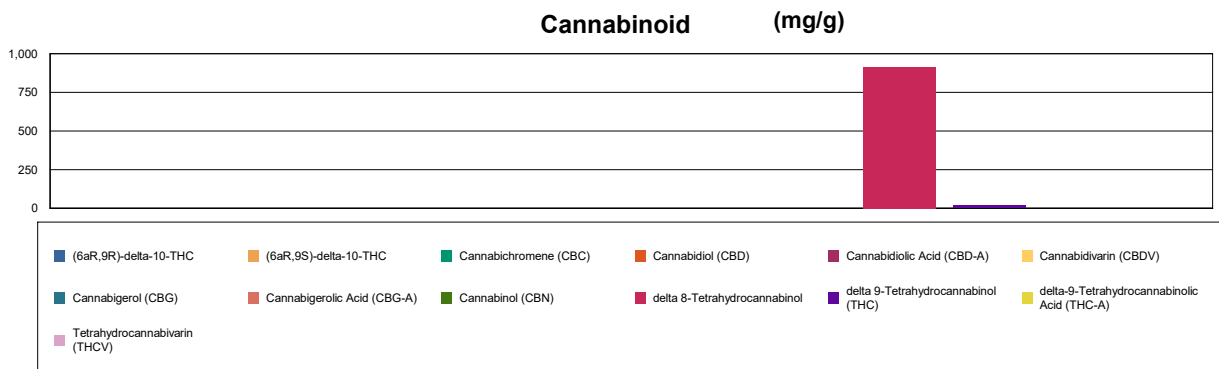 Cannabinoid (mg/g)
1,000
750
500
250
0
(6aR,9R)-delta-10-THC
(6aR,9S)-delta-10-THC
Cannabichromene (CBC)
Cannabidiol (CBD)
Cannabidiolic Acid (CBD-A)
Cannabidivarin (CBDV)
Cannabigerol (CBG)
Cannabigerolic Acid (CBG-A)
Cannabinol (CBN)
delta 8-Tetrahydrocannabinol
delta 9-Tetrahydrocannabinol
(THC)
delta-9-Tetrahydrocannabinolic
Acid (THC-A)
Tetrahydrocannabivarin
(THCV)